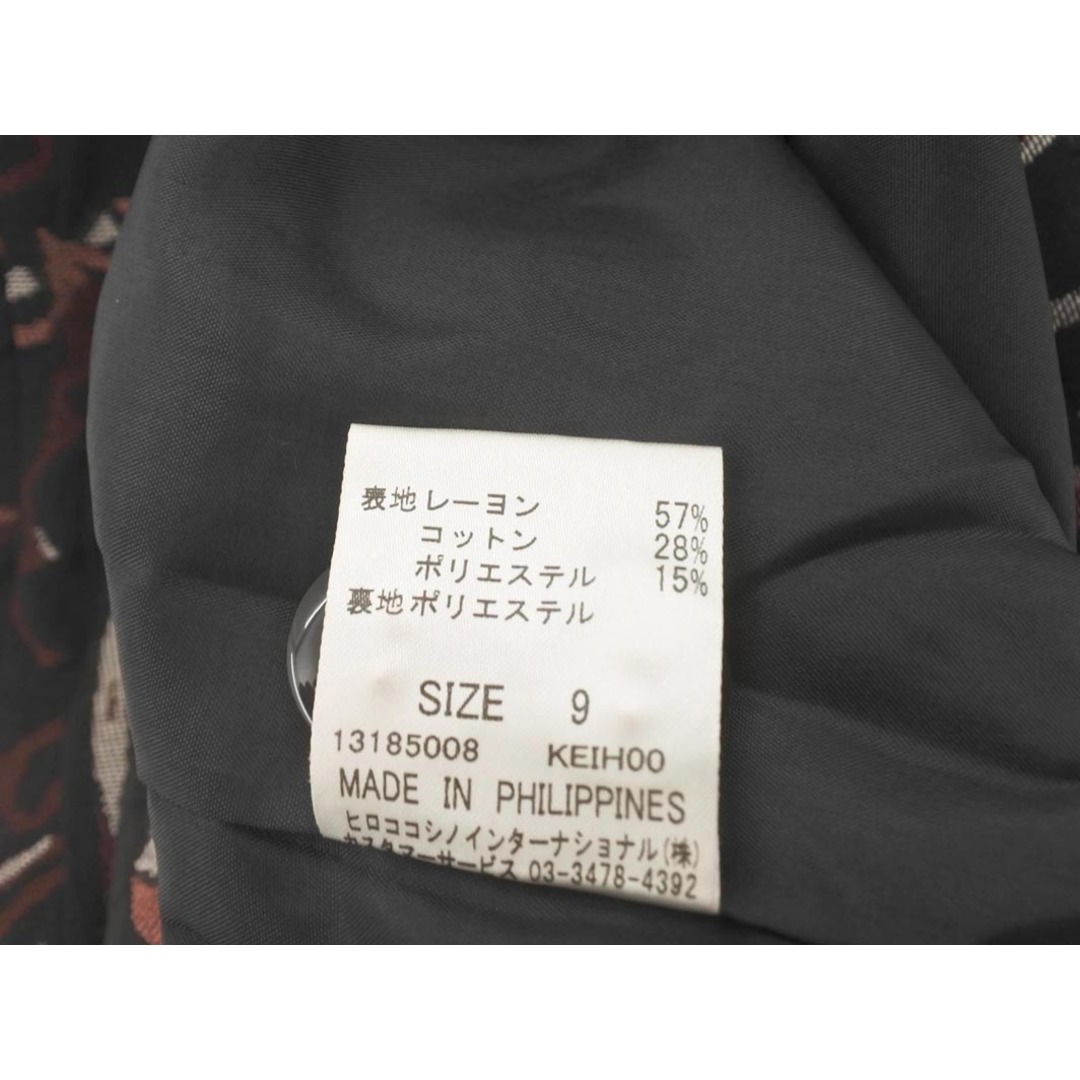 表地 レーヨン 57%
コットン 28%
ポリエステル 15%
裏地 ポリエステル
SIZE 9
13185008 KEIH00
MADE IN PHILIPPINES
ヒロココシノインターナショナル(株)
カスタマーサービス 03-3478-4392